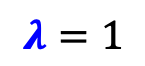 λ = 1